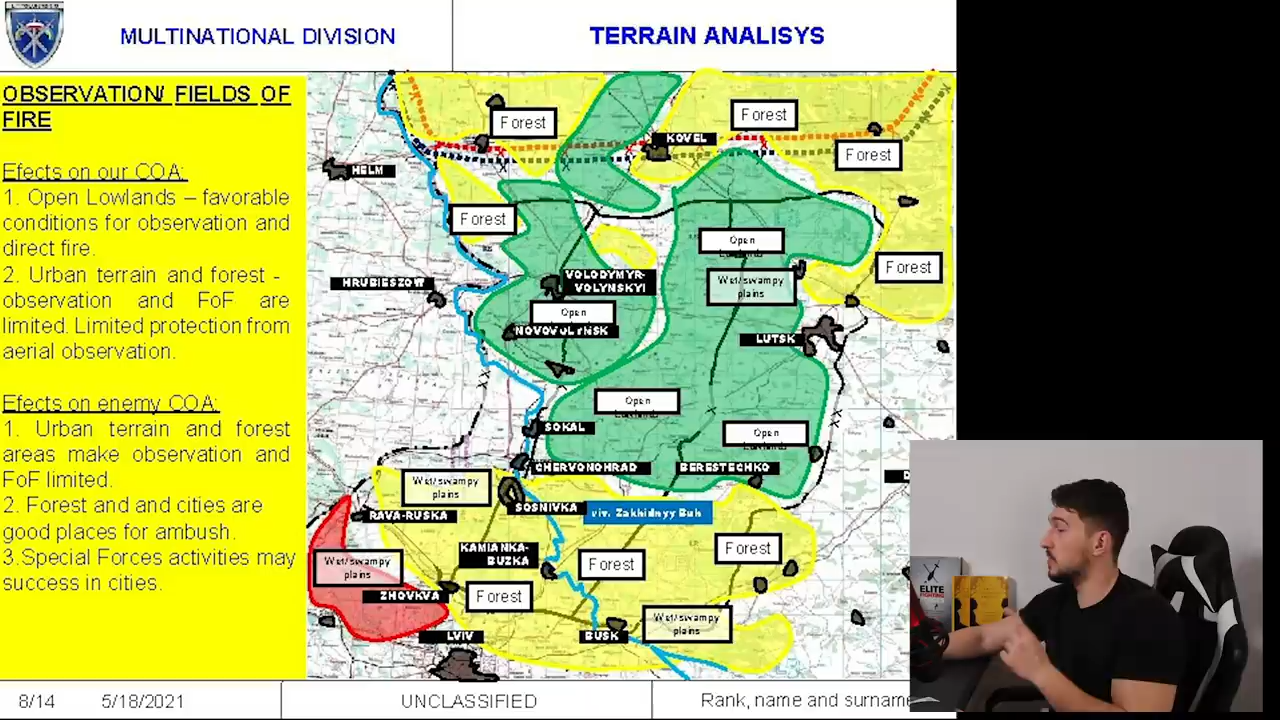 MULTINATIONAL DIVISION
TERRAIN ANALISYS
OBSERVATION/ FIELDS OF
FIRE
Efects on our COA:
1. Open Lowlands – favorable
conditions for observation and
direct fire.
2. Urban terrain and forest -
observation and FoF are
limited. Limited protection from
aerial observation.
Efects on enemy COA:
1. Urban terrain and forest
areas make observation and
FoF limited.
2. Forest and and cities are
good places for ambush.
3.Special Forces activities may
success in cities.
Forest
Forest
KOVEL
Forest
HELM
Forest
Open
Forest
VOLODYMYR-
VOLYNSKYI
HRUBIESZOW
Wet/swampy
plains
Open
LUTSK
Open
Open
SOKAL
CHERVONOHRAD
BERESTECHKO
Wet/swampy
plains
SOSNIVKA
viv. Zakhidnyy Buh
RAVA-RUSKA
KAMIANKA-
BUZKA
Forest
Forest
Wet/swampy
plains
ZHOVKVA
Forest
Wet/swampy
plains
LVIV
BUSK
ELITE
FIGHTING
8/14
5/18/2021
UNCLASSIFIED
Rank, name and surname